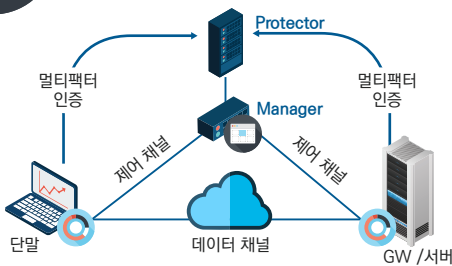 Protector
멀티팩터
인증
멀티팩터
인증
Manager
제어 채널
제어 채널
단말
데이터 채널
GW /서버